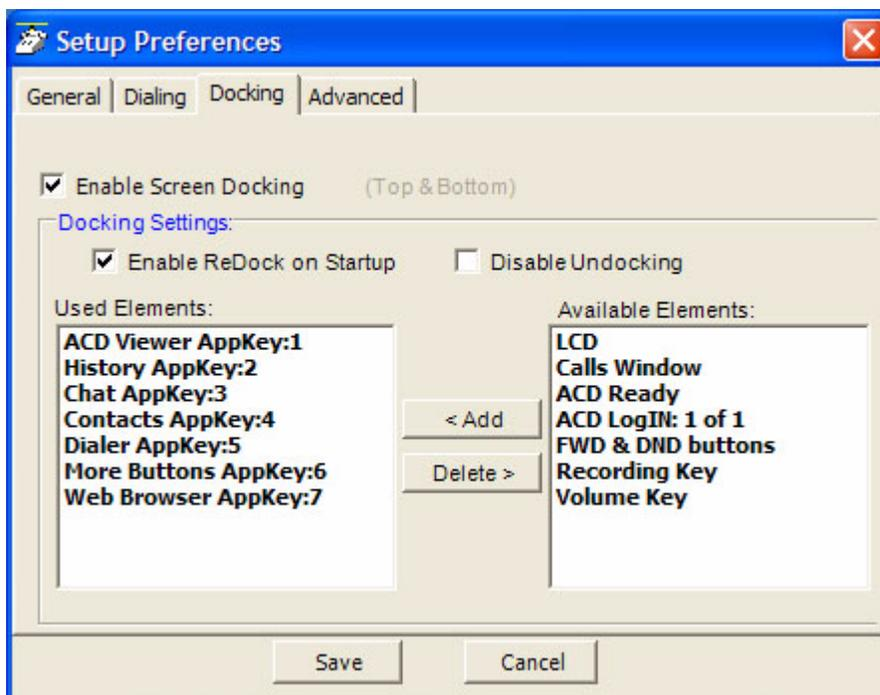 Setup Preferences
General Dialing Docking Advanced
Enable Screen Docking (Top & Bottom)
Docking Settings:
Enable ReDock on Startup Disable Undocking
Used Elements:
ACD Viewer AppKey:1
History AppKey:2
Chat AppKey:3
Contacts AppKey:4
Dialer AppKey:5
More Buttons AppKey:6
Web Browser AppKey:7
< Add
Delete >
Available Elements:
LCD
Calls Window
ACD Ready
ACD LogIN: 1 of 1
FWD & DND buttons
Recording Key
Volume Key
Save Cancel